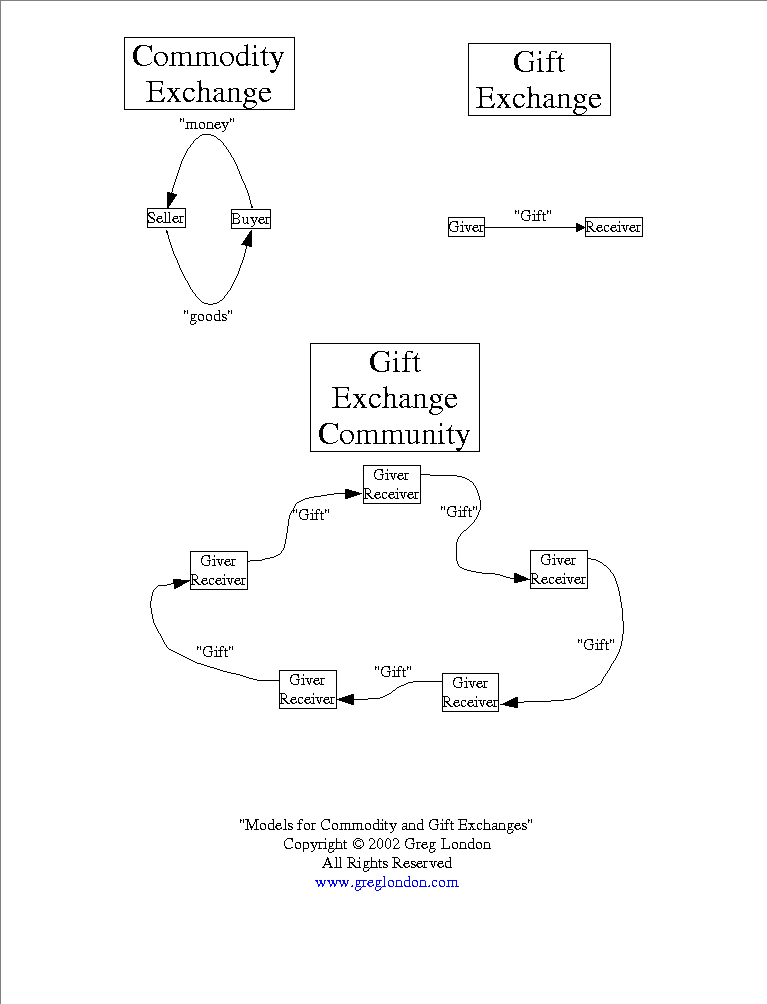 Commodity
Exchange
"money"
Seller
Buyer
"goods"
Gift
Exchange
Giver
"Gift"
Receiver
Gift
Exchange
Community
Giver
Receiver
"Gift"
"Gift"
Giver
Receiver
Giver
Receiver
"Gift"
"Gift"
Giver
Receiver
"Gift"
Giver
Receiver
"Models for Commodity and Gift Exchanges"
Copyright © 2002 Greg London
All Rights Reserved
www.greglondon.com